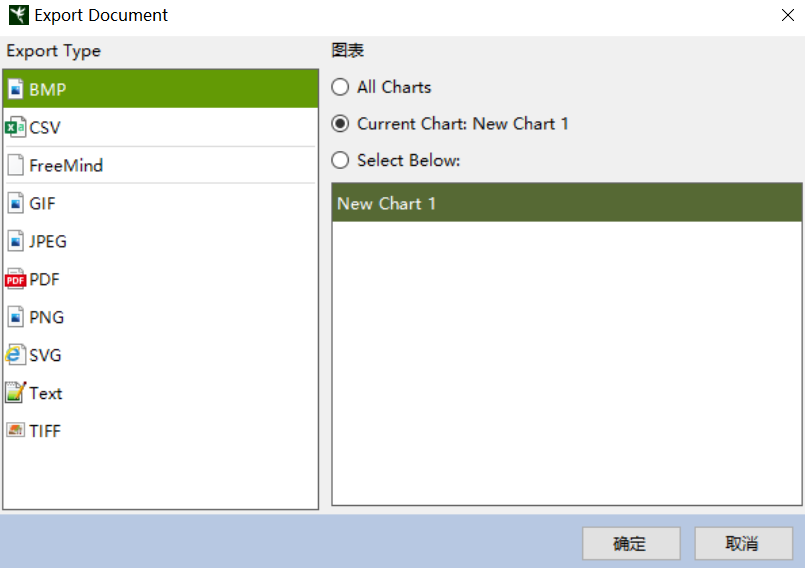 Export Document
Export Type
BMP
CSV
FreeMind
GIF
JPEG
PDF
PNG
SVG
Text
TIFF
图表
All Charts
Current Chart: New Chart 1
Select Below:
New Chart 1
确定
取消